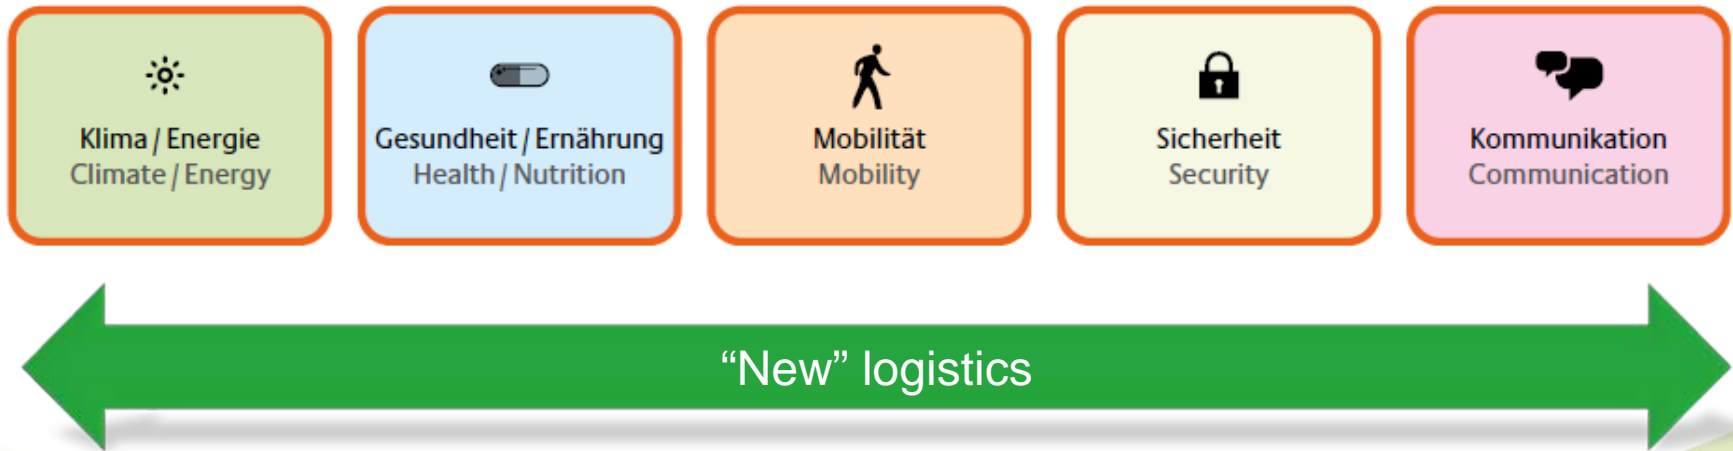 Klima / Energie
Climate / Energy
Gesundheit / Ernährung
Health / Nutrition
Mobilität
Mobility
Sicherheit
Security
Kommunikation
Communication
“New” logistics